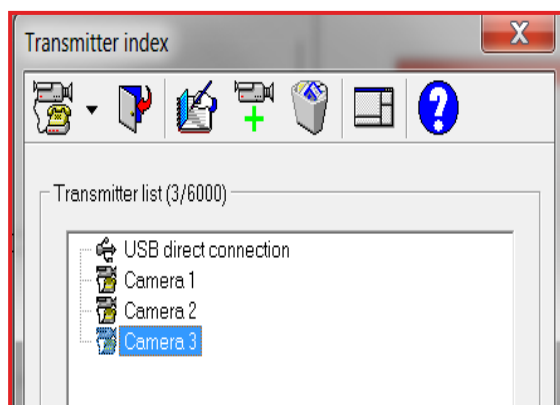 Transmitter index
X
Transmitter list (3/6000)
USB direct connection
Camera 1
Camera 2
Camera 3